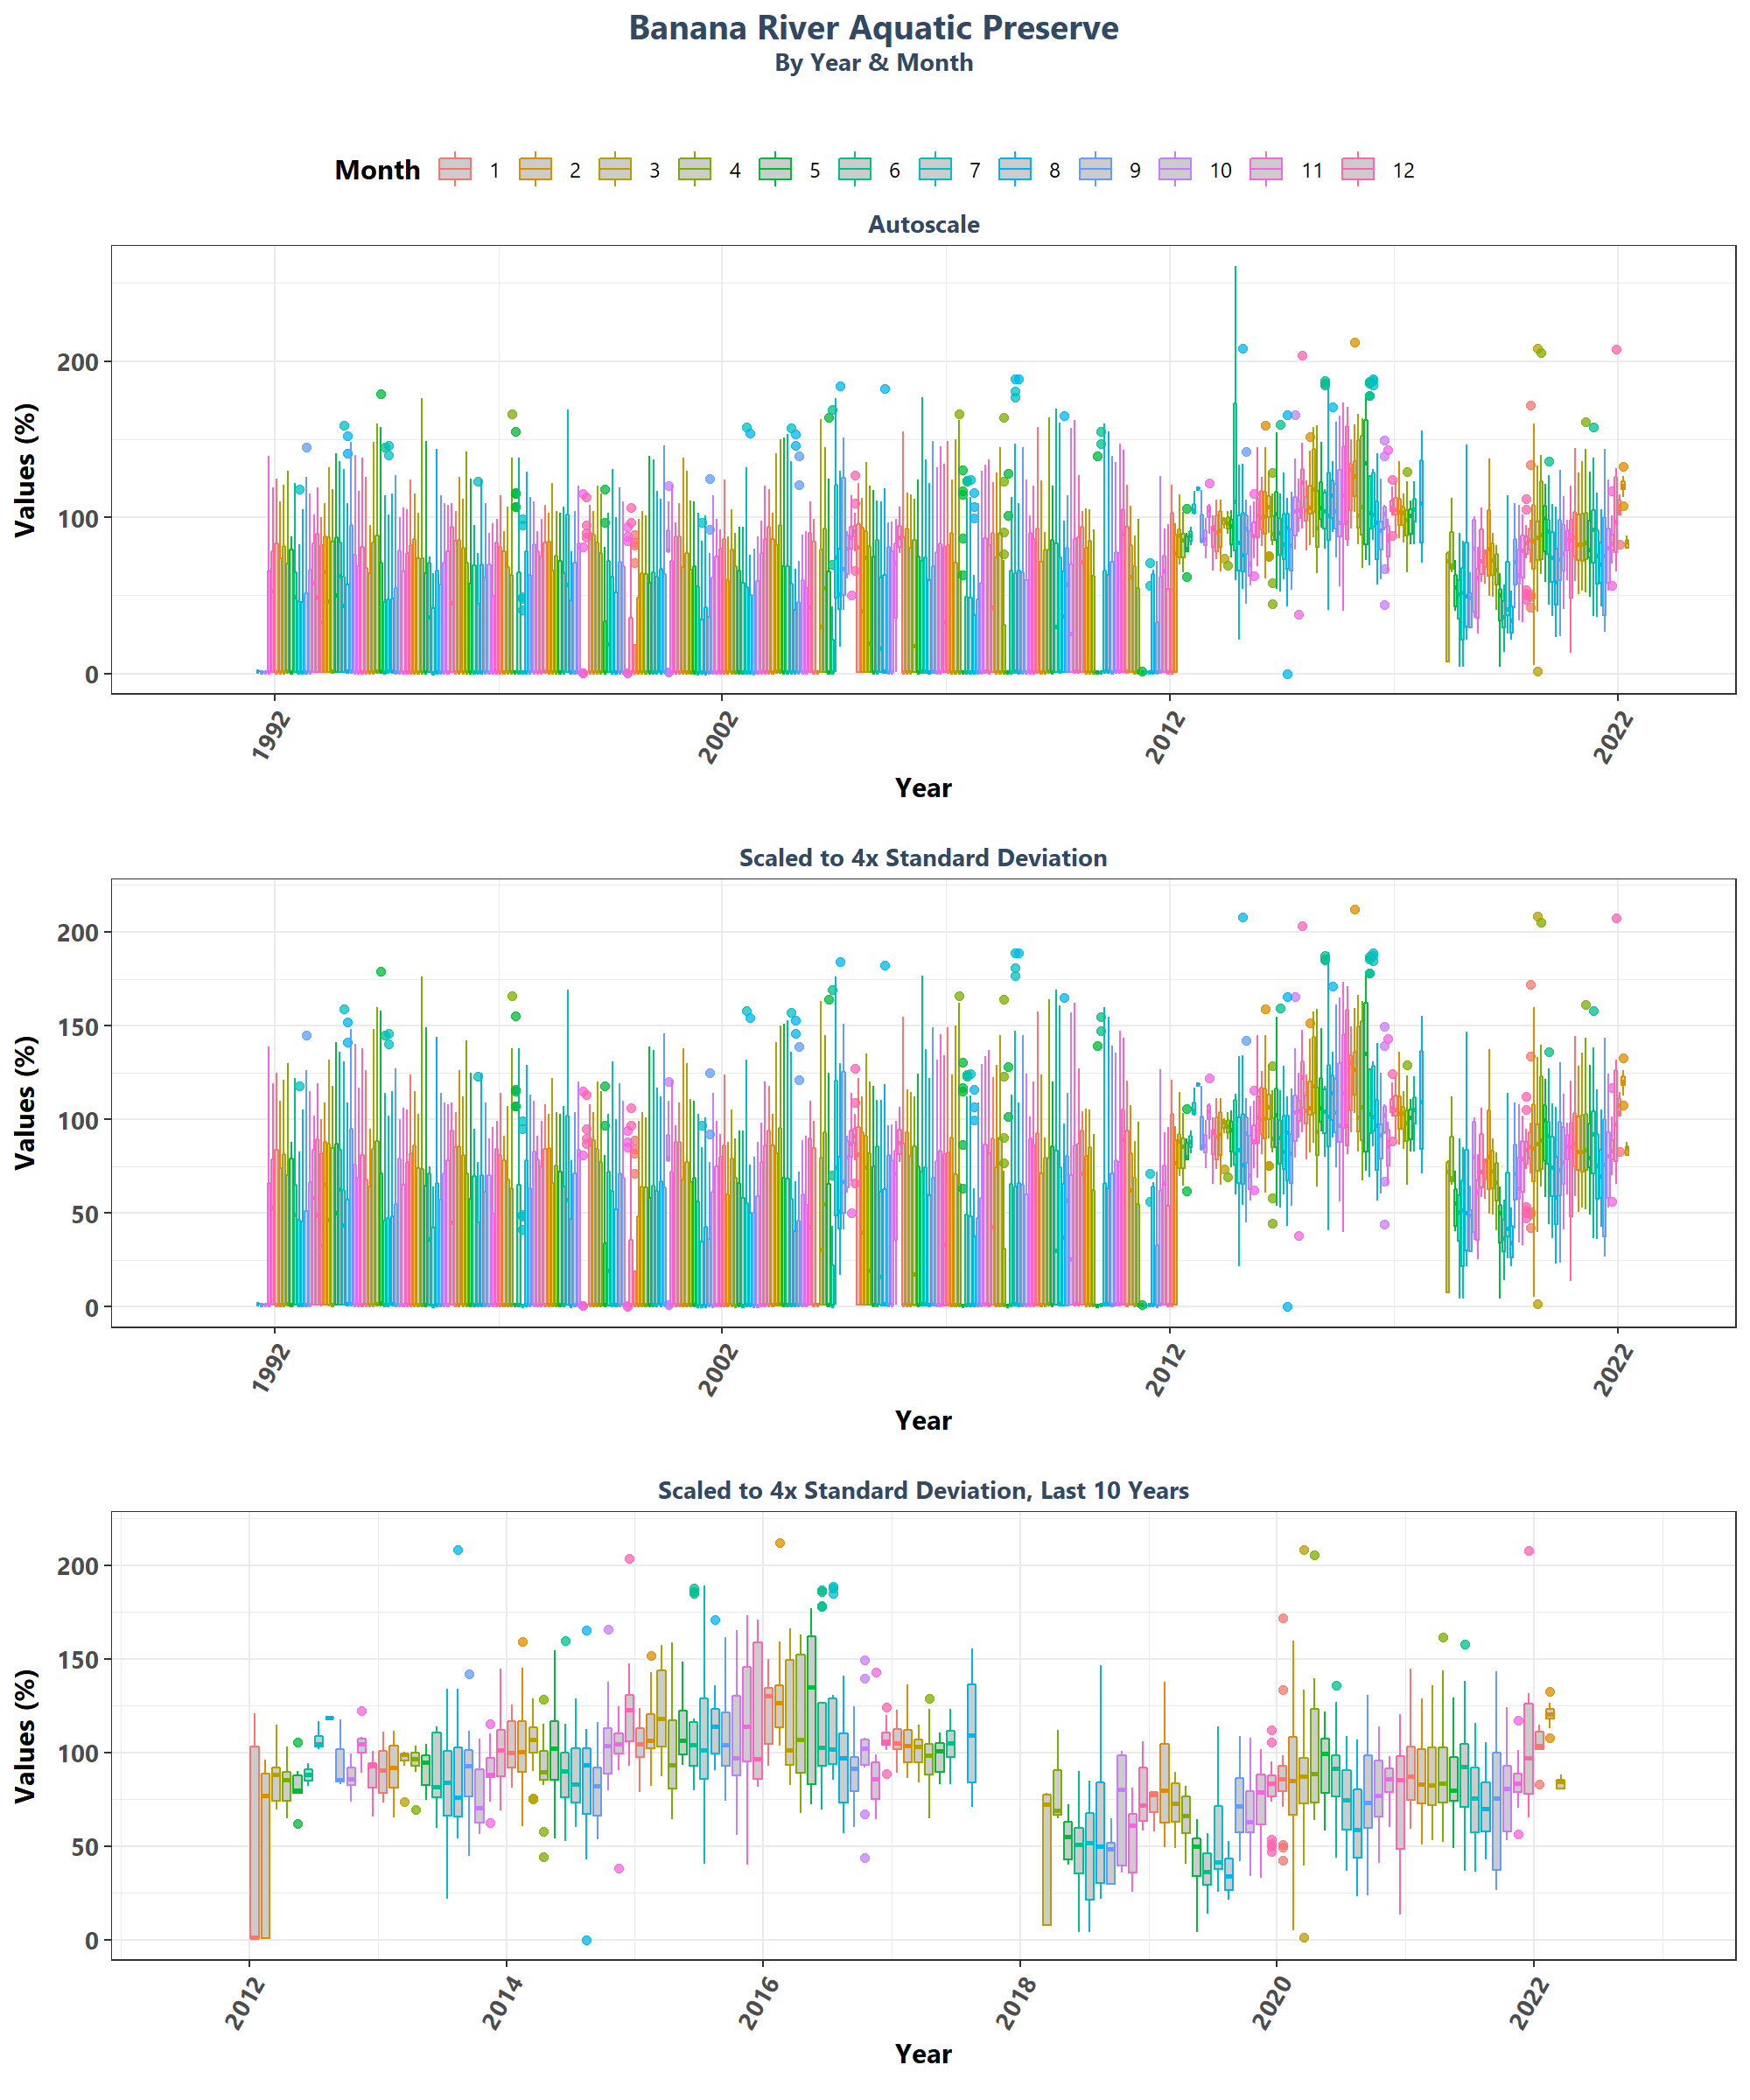 Banana River Aquatic Preserve
By Year & Month
Month 1 2 3 4 5 6 7 8 9 10 11 12
Autoscale
Values (%)
200
100
0
1992 2002 2012 2022
Year
Scaled to 4x Standard Deviation
Values (%)
200
150
100
50
0
1992 2002 2012 2022
Year
Scaled to 4x Standard Deviation, Last 10 Years
Values (%)
200
150
100
50
0
2012 2014 2016 2018 2020 2022
Year